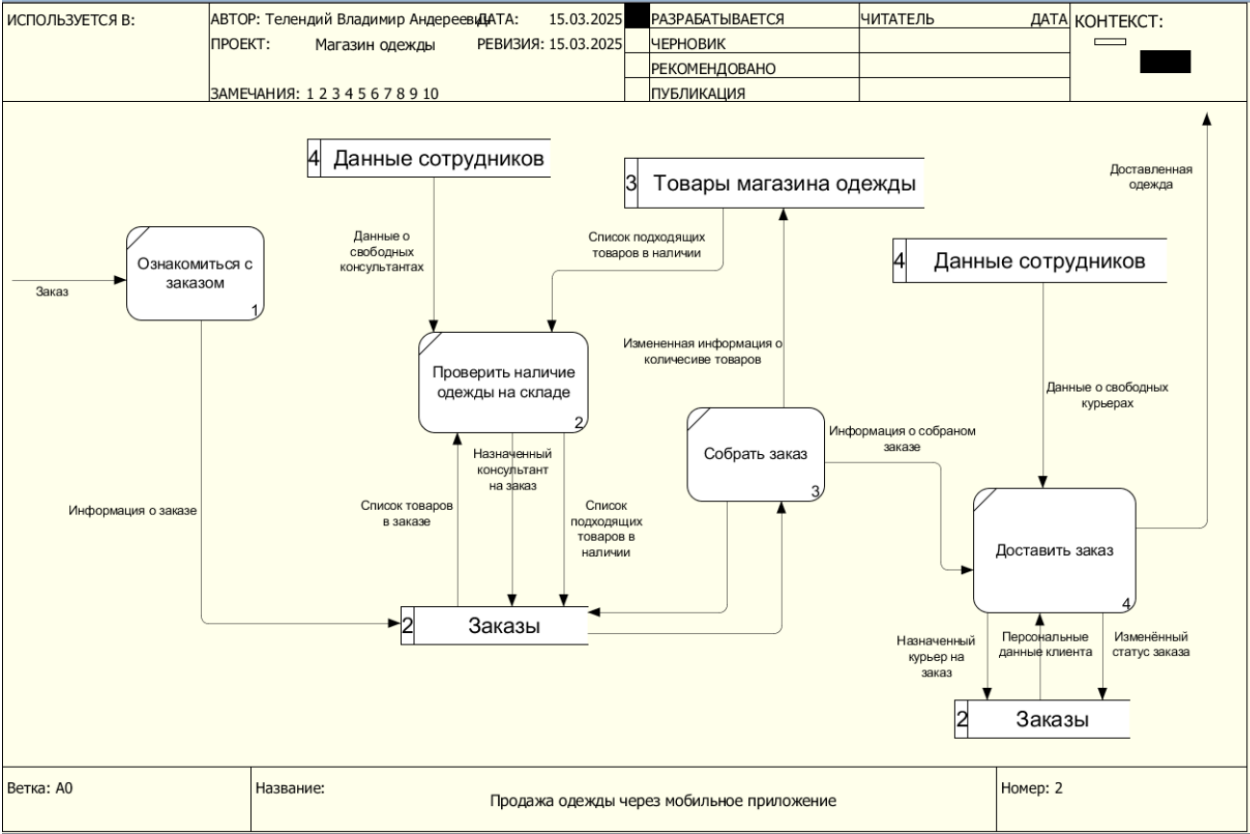 ИСПОЛЬЗУЕТСЯ В:
АВТОР: Телендий Владимир Андереевич
ДАТА: 15.03.2025
ПРОЕКТ: Магазин одежды
РЕВИЗИЯ: 15.03.2025
ЗАМЕЧАНИЯ: 1 2 3 4 5 6 7 8 9 10
РАЗРАБАТЫВАЕТСЯ
ЧЕРНОВИК
РЕКОМЕНДОВАНО
ПУБЛИКАЦИЯ
ЧИТАТЕЛЬ
ДАТА
КОНТЕКСТ:
4 Данные сотрудников
3 Товары магазина одежды
Доставленная
одежда
Данные о
свободных
консультантах
Список подходящих
товаров в наличии
4 Данные сотрудников
Ознакомиться с
заказом
1
Заказ
Измененная информация о
количесиве товаров
Проверить наличие
одежды на складе
2
Данные о свободных
курьерах
Собрать заказ
3
Информация о собраном
заказе
Назначенный
консультант
на заказ
Список товаров
в заказе
Список
подходящих
товаров в
наличии
Информация о заказе
Доставить заказ
4
2 Заказы
Назначенный
курьер на
заказ
Персональные
данные клиента
Изменённый
статус заказа
2 Заказы
Ветка: A0
Название:
Продажа одежды через мобильное приложение
Номер: 2